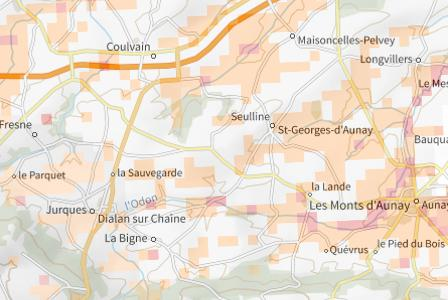 Maisoncelles-Pelvey
Coulvain
Longvillers
Le Mes
Seulline
St-Georges-d'Aunay
Fresne
Bauqua
la Sauvegarde
le Parquet
la Lande
l'Odon
Les Monts d'Aunay
Aunay
Jurques
Dialan sur Chaîne
La Bigne
le Pied du Bois
Quévrus